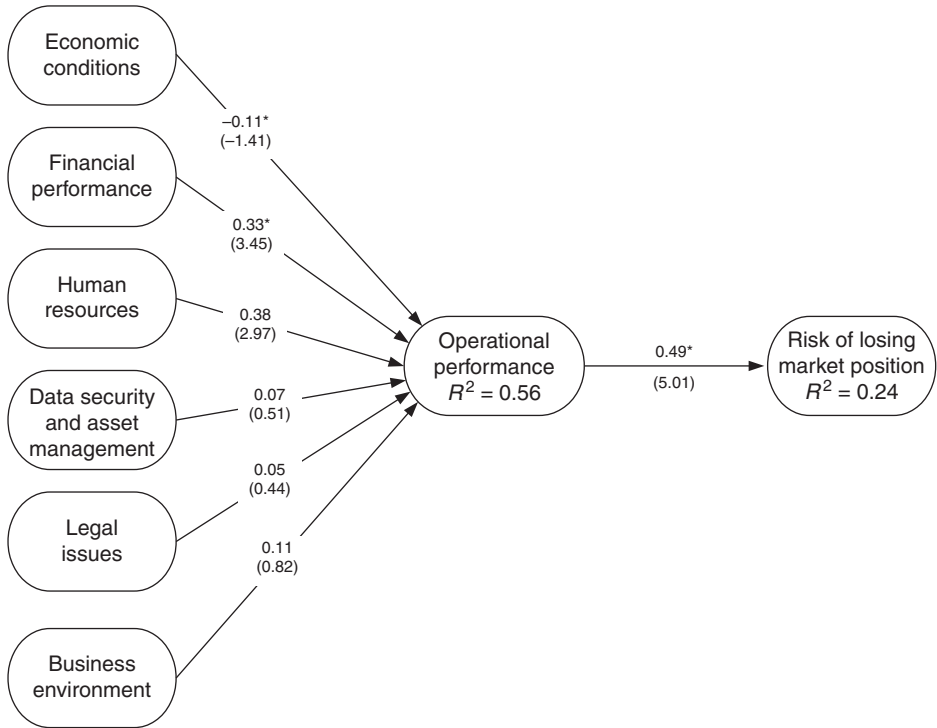 Economic
conditions
–0.11*
(–1.41)
Financial
performance
0.33*
(3.45)
Human
resources
0.38
(2.97)
Data security
and asset
management
0.07
(0.51)
Legal
issues
0.05
(0.44)
Business
environment
0.11
(0.82)
Operational
performance
R² = 0.56
0.49*
(5.01)
Risk of losing
market position
R² = 0.24